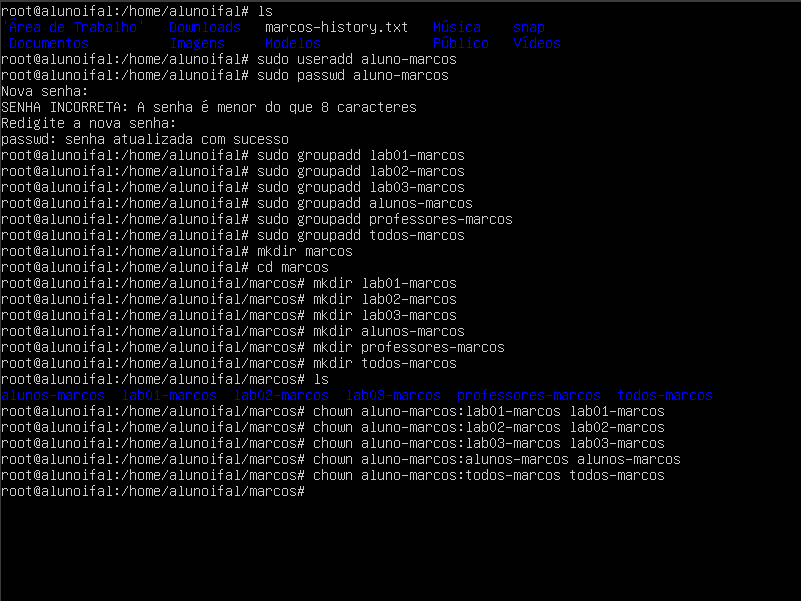 root@alunoifal:/home/alunoifal# ls
'Área de Trabalho'   Downloads   marcos-history.txt   Música    snap
 Documentos          Imagens     Modelos              Público   Vídeos
root@alunoifal:/home/alunoifal# sudo useradd aluno-marcos
root@alunoifal:/home/alunoifal# sudo passwd aluno-marcos
Nova senha:
SENHA INCORRETA: A senha é menor do que 8 caracteres
Redigite a nova senha:
passwd: senha atualizada com sucesso
root@alunoifal:/home/alunoifal# sudo groupadd lab01-marcos
root@alunoifal:/home/alunoifal# sudo groupadd lab02-marcos
root@alunoifal:/home/alunoifal# sudo groupadd lab03-marcos
root@alunoifal:/home/alunoifal# sudo groupadd alunos-marcos
root@alunoifal:/home/alunoifal# sudo groupadd professores-marcos
root@alunoifal:/home/alunoifal# sudo groupadd todos-marcos
root@alunoifal:/home/alunoifal# mkdir marcos
root@alunoifal:/home/alunoifal# cd marcos
root@alunoifal:/home/alunoifal/marcos# mkdir lab01-marcos
root@alunoifal:/home/alunoifal/marcos# mkdir lab02-marcos
root@alunoifal:/home/alunoifal/marcos# mkdir lab03-marcos
root@alunoifal:/home/alunoifal/marcos# mkdir alunos-marcos
root@alunoifal:/home/alunoifal/marcos# mkdir professores-marcos
root@alunoifal:/home/alunoifal/marcos# mkdir todos-marcos
root@alunoifal:/home/alunoifal/marcos# ls
alunos-marcos  lab01-marcos  lab02-marcos  lab03-marcos  professores-marcos  todos-marcos
root@alunoifal:/home/alunoifal/marcos# chown aluno-marcos:lab01-marcos lab01-marcos
root@alunoifal:/home/alunoifal/marcos# chown aluno-marcos:lab02-marcos lab02-marcos
root@alunoifal:/home/alunoifal/marcos# chown aluno-marcos:lab03-marcos lab03-marcos
root@alunoifal:/home/alunoifal/marcos# chown aluno-marcos:alunos-marcos alunos-marcos
root@alunoifal:/home/alunoifal/marcos# chown aluno-marcos:todos-marcos todos-marcos
root@alunoifal:/home/alunoifal/marcos#